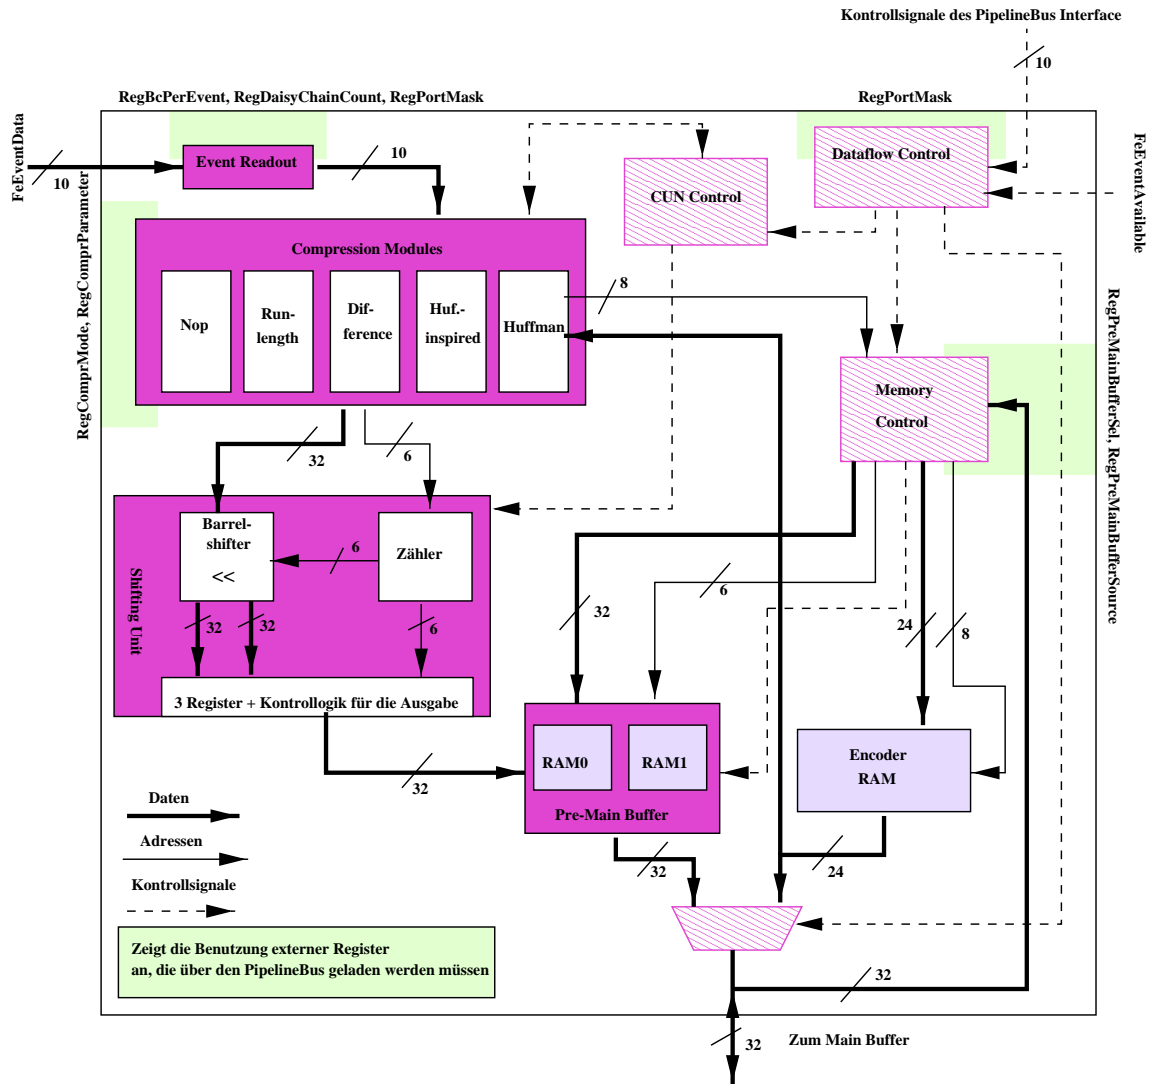 Kontrollsignale des PipelineBus Interface
10
RegBcPerEvent, RegDaisyChainCount, RegPortMask
RegPortMask
FeEventData
10
Event Readout
10
Dataflow Control
FeEventAvailable
CUN Control
RegComprMode, RegComprParameter
Compression Modules
Nop
Run-
length
Dif-
ference
Huf.-
inspired
Huffman
8
Memory
Control
RegPreMainBufferSel, RegPreMainBufferSource
32
6
Shifting Unit
Barrel-
shifter
<<
6
Zähler
32
32
6
3 Register + Kontrollogik für die Ausgabe
32
6
24
8
32
RAM0
RAM1
Pre-Main Buffer
Encoder
RAM
Daten
Adressen
Kontrollsignale
32
24
Zeigt die Benutzung externer Register
an, die über den PipelineBus geladen werden müssen
32
32
Zum Main Buffer